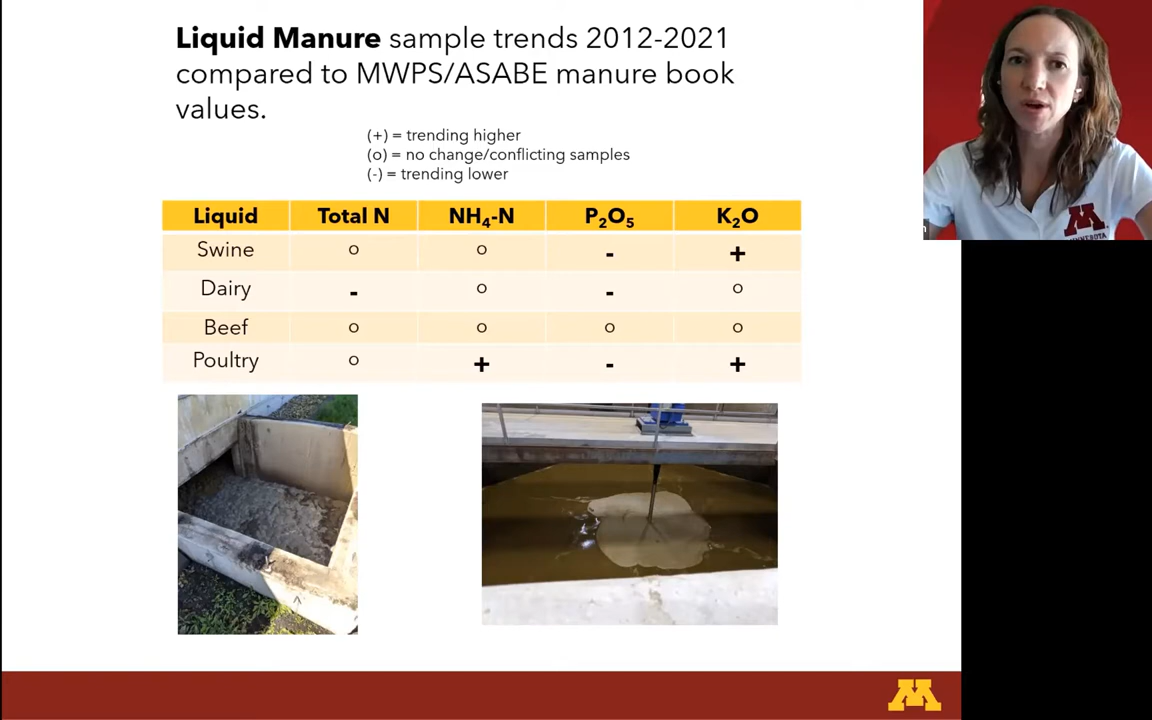 Liquid Manure sample trends 2012-2021
compared to MWPS/ASABE manure book
values.
(+) = trending higher
(o) = no change/conflicting samples
(-) = trending lower
Liquid Total N NH₄-N P₂O₅ K₂O
Swine o o - +
Dairy - o - o
Beef o o o o
Poultry o + - +
M
M